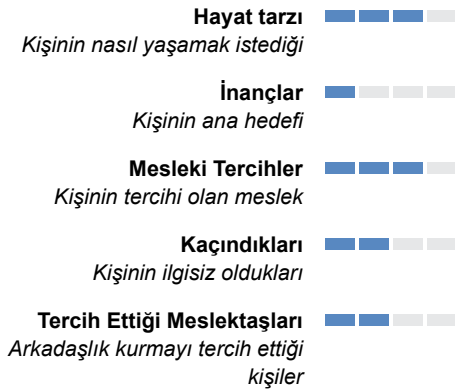 Hayat tarzı
Kişinin nasıl yaşamak istediği
İnançlar
Kişinin ana hedefi
Mesleki Tercihler
Kişinin tercihi olan meslek
Kaçındıkları
Kişinin ilgisiz oldukları
Tercih Ettiği Meslektaşları
Arkadaşlık kurmayı tercih ettiği
kişiler